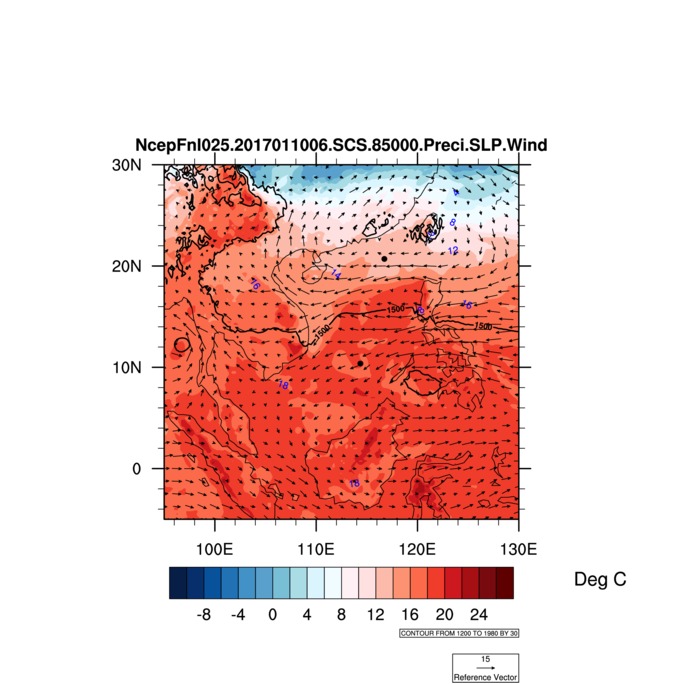 NcepFnl025.2017011006.SCS.85000.Preci.SLP.Wind
30N
20N
10N
0
4
8
12
16
14
16
1500
1500
1500
18
18
100E 110E 120E 130E
-8 -4 0 4 8 12 16 20 24
Deg C
CONTOUR FROM 1200 TO 1980 BY 30
15
Reference Vector